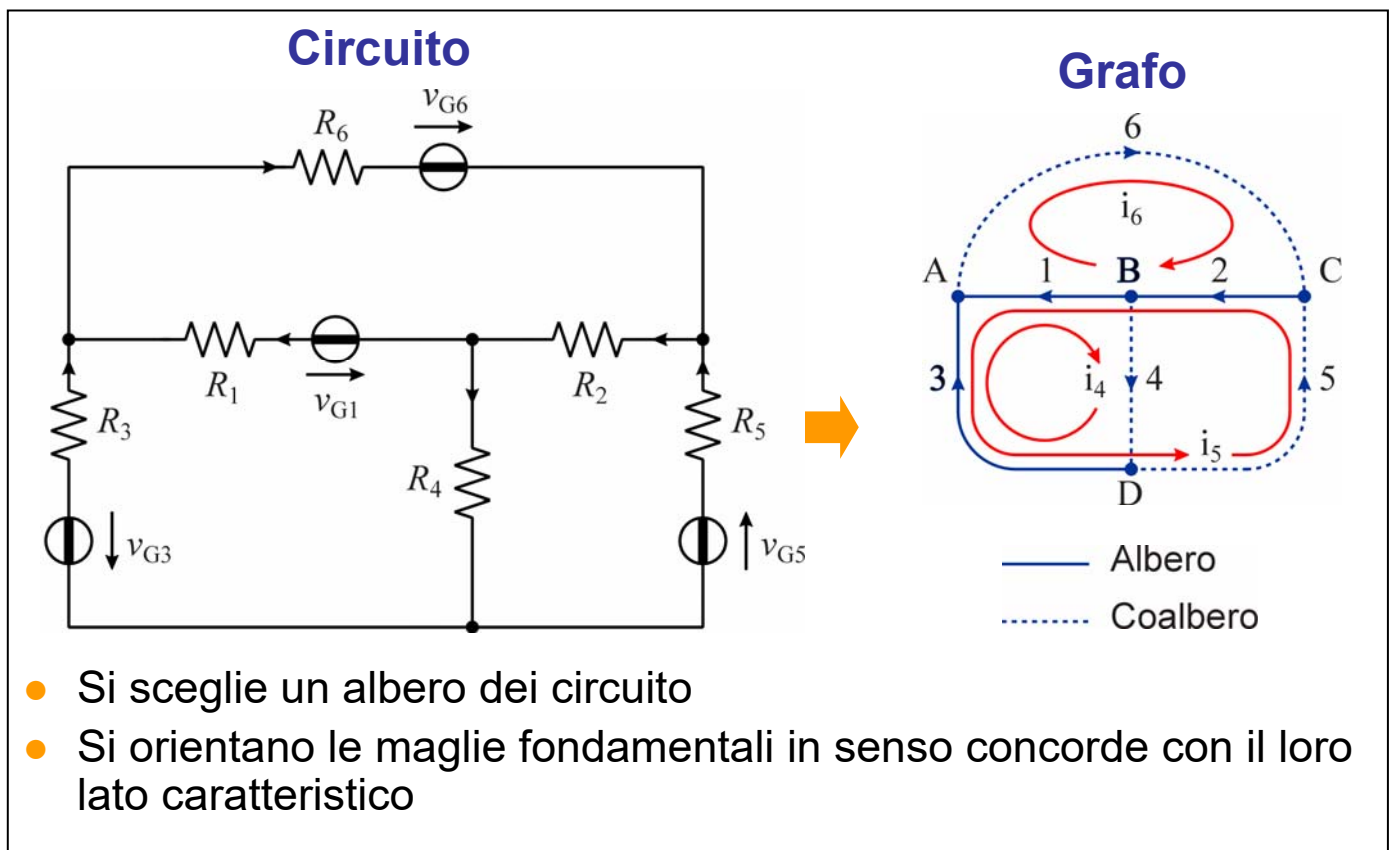 Circuito
Grafo
vG6
R6
R1
vG1
R2
R3
R4
R5
vG3
vG5
6
i6
A
1
B
2
C
3
i4
4
5
i5
D
Albero
Coalbero
Si sceglie un albero dei circuito
Si orientano le maglie fondamentali in senso concorde con il loro
lato caratteristico